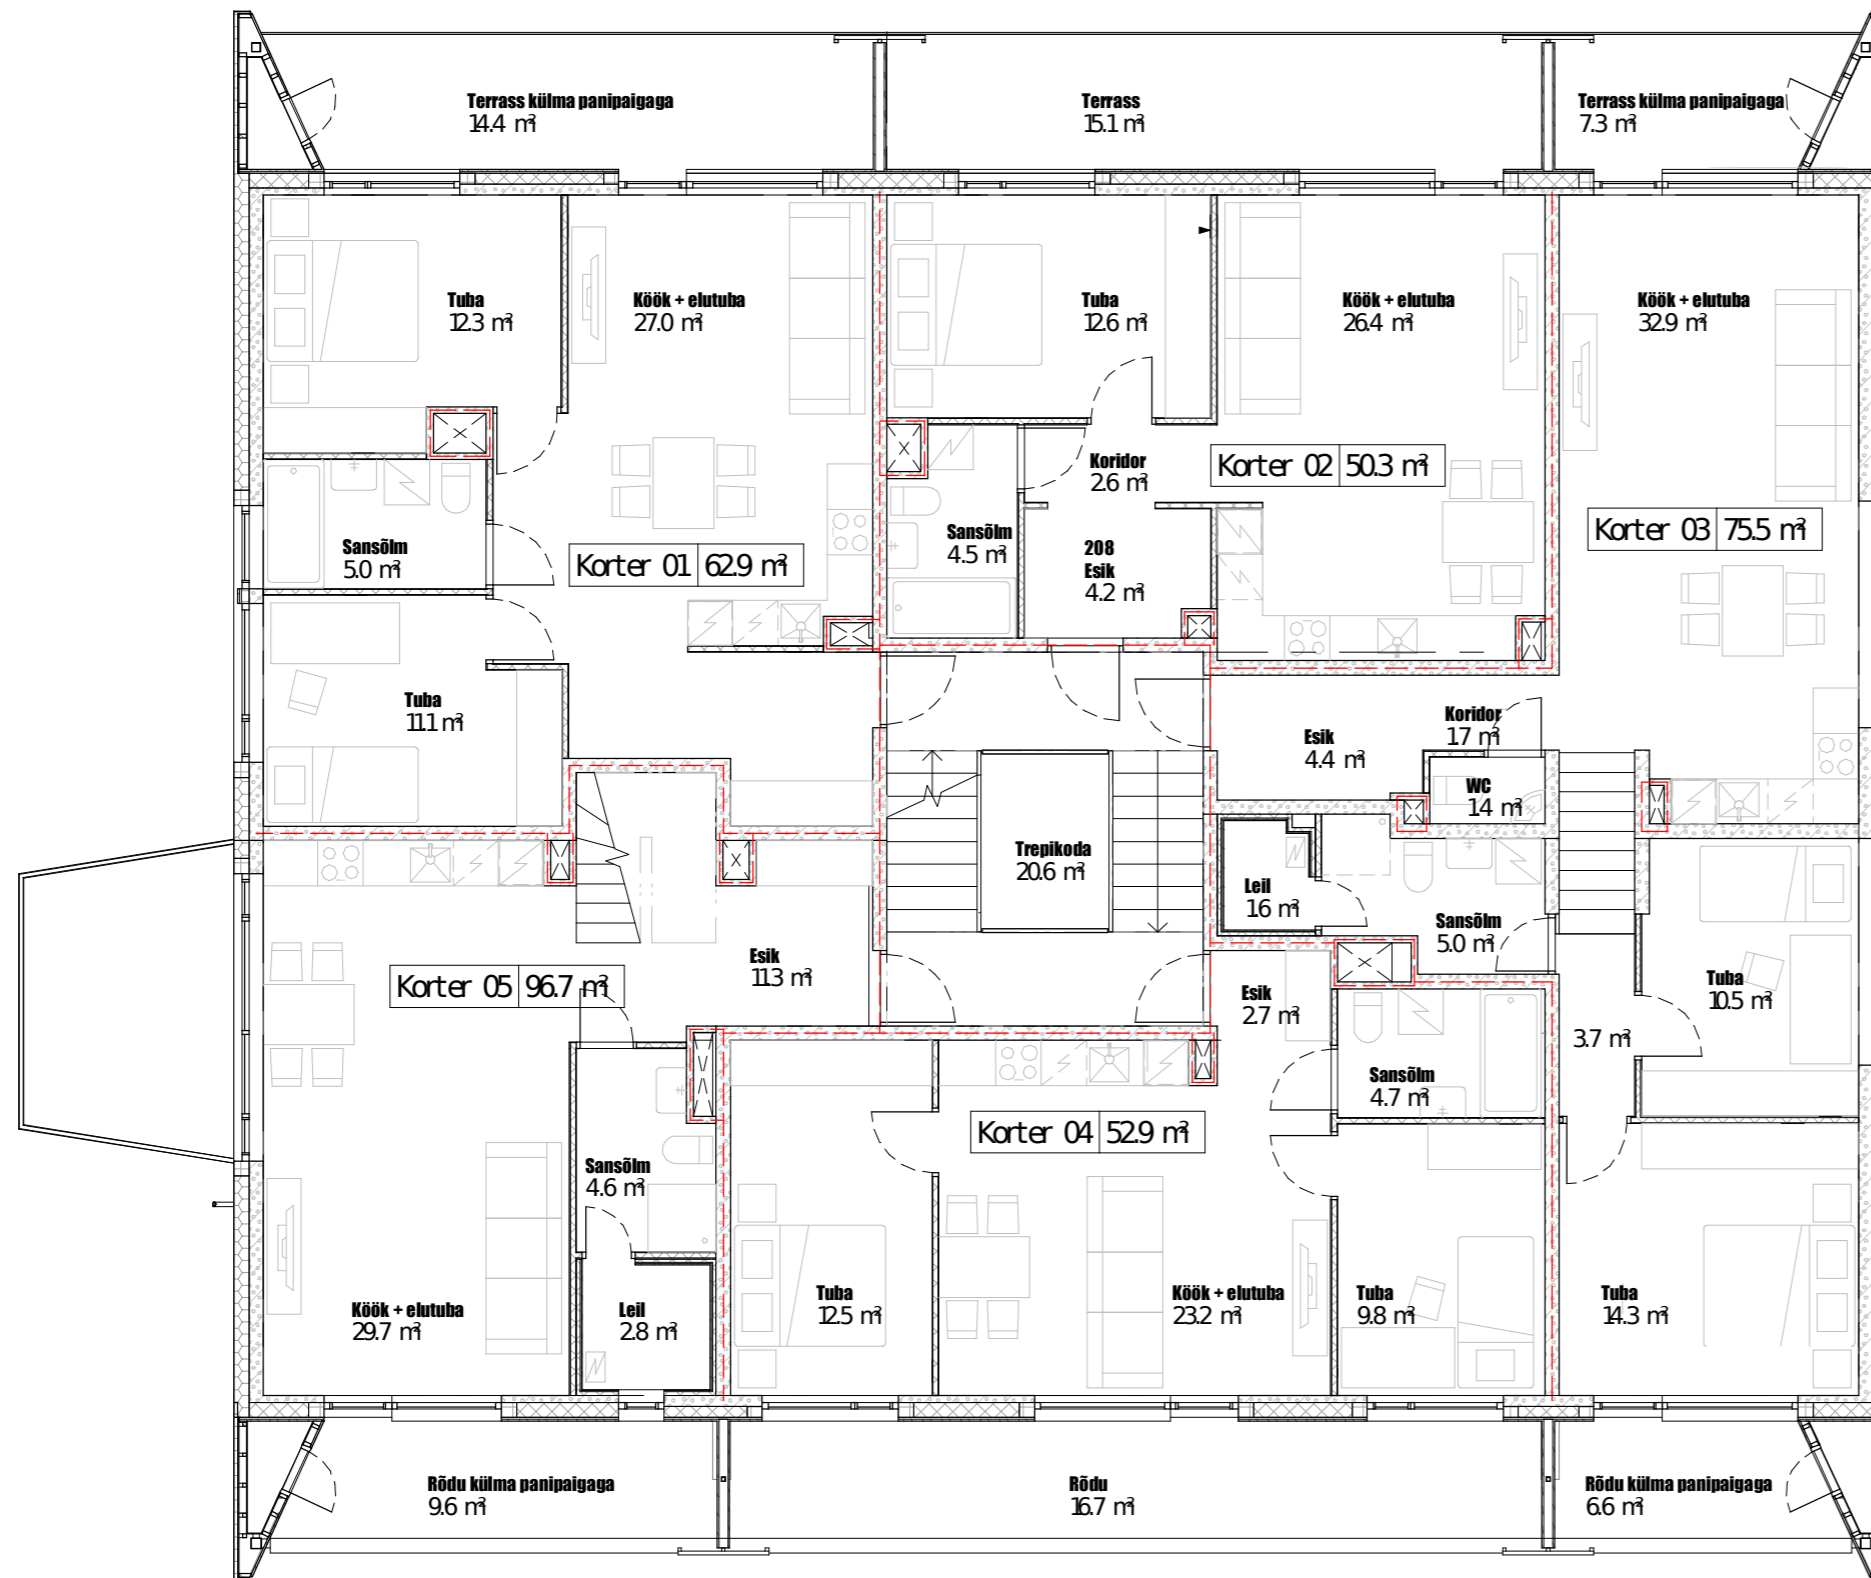 Terrass külma panipaigaga
14.4 m²
Terrass
15.1 m²
Terrass külma panipaigaga
7.3 m²
Tuba
12.3 m²
Köök + elutuba
27.0 m²
Tuba
12.6 m²
Köök + elutuba
26.4 m²
Köök + elutuba
32.9 m²
Koridor
2.6 m²
Korter 02 50.3 m²
Sansõlm
5.0 m²
Korter 01 62.9 m²
Sansõlm
4.5 m²
208
Esik
4.2 m²
Korter 03 75.5 m²
Tuba
11.1 m²
Koridor
1.7 m²
Esik
4.4 m²
WC
1.4 m²
Trepikoda
20.6 m²
Leil
1.6 m²
Sansõlm
5.0 m²
Korter 05 96.7 m²
Esik
11.3 m²
Esik
2.7 m²
Tuba
10.5 m²
3.7 m²
Sansõlm
4.7 m²
Korter 04 52.9 m²
Sansõlm
4.6 m²
Köök + elutuba
29.7 m²
Leil
2.8 m²
Tuba
12.5 m²
Köök + elutuba
23.2 m²
Tuba
9.8 m²
Tuba
14.3 m²
Rõdu külma panipaigaga
9.6 m²
Rõdu
16.7 m²
Rõdu külma panipaigaga
6.6 m²